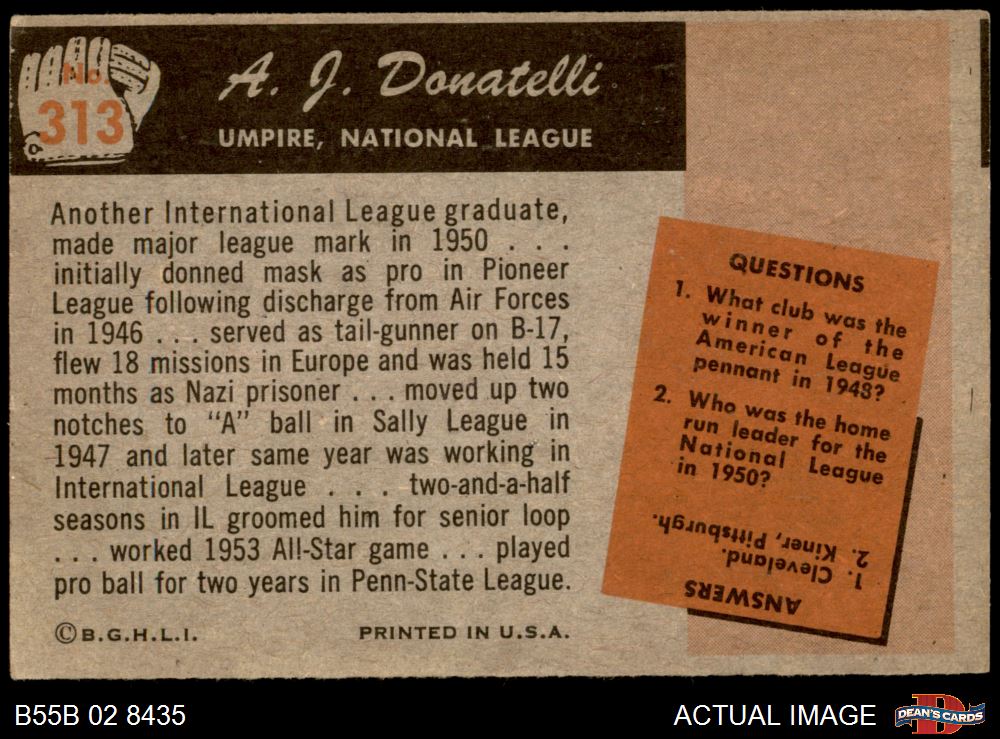 No.
313
A. J. Donatelli
UMPIRE, NATIONAL LEAGUE
Another International League graduate,
made major league mark in 1950 . . .
initially donned mask as pro in Pioneer
League following discharge from Air Forces
in 1946 . . . served as tail-gunner on B-17,
flew 18 missions in Europe and was held 15
months as Nazi prisoner . . . moved up two
notches to "A" ball in Sally League in
1947 and later same year was working in
International League . . . two-and-a-half
seasons in IL groomed him for senior loop
. . . worked 1953 All-Star game . . . played
pro ball for two years in Penn-State League.
©B.G.H.L.I.
PRINTED IN U.S.A.
QUESTIONS
1. What club was the
winner of the
American League
pennant in 1948?
2. Who was the home
run leader for the
National League
in 1950?
ANSWERS
1. Cleveland.
2. Kiner, Pittsburgh.
B55B 02 8435
ACTUAL IMAGE
DEAN'S CARDS